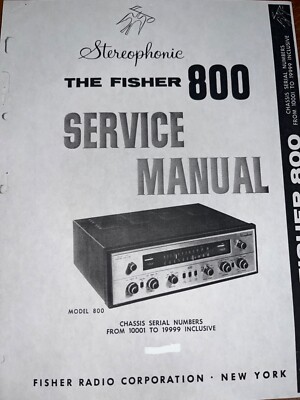 Stereophonic
THE FISHER 800
SERVICE
MANUAL
MODEL 800
CHASSIS SERIAL NUMBERS
FROM 10001 TO 19999 INCLUSIVE
FISHER RADIO CORPORATION · NEW YORK
CHASSIS SERIAL NUMBERS
FROM 10001 TO 19999 INCLUSIVE
SHER 800